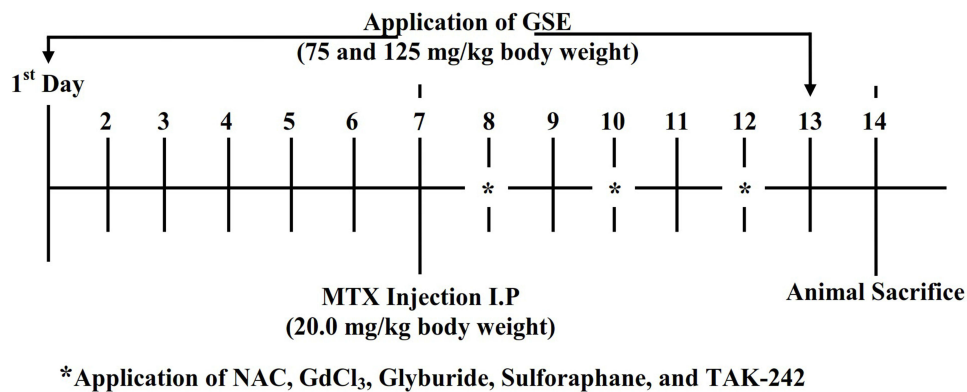 Application of GSE
(75 and 125 mg/kg body weight)
1st Day
2 3 4 5 6 7 8 9 10 11 12 13 14
* * *
MTX Injection I.P
(20.0 mg/kg body weight)
Animal Sacrifice
*Application of NAC, GdCl₃, Glyburide, Sulforaphane, and TAK-242